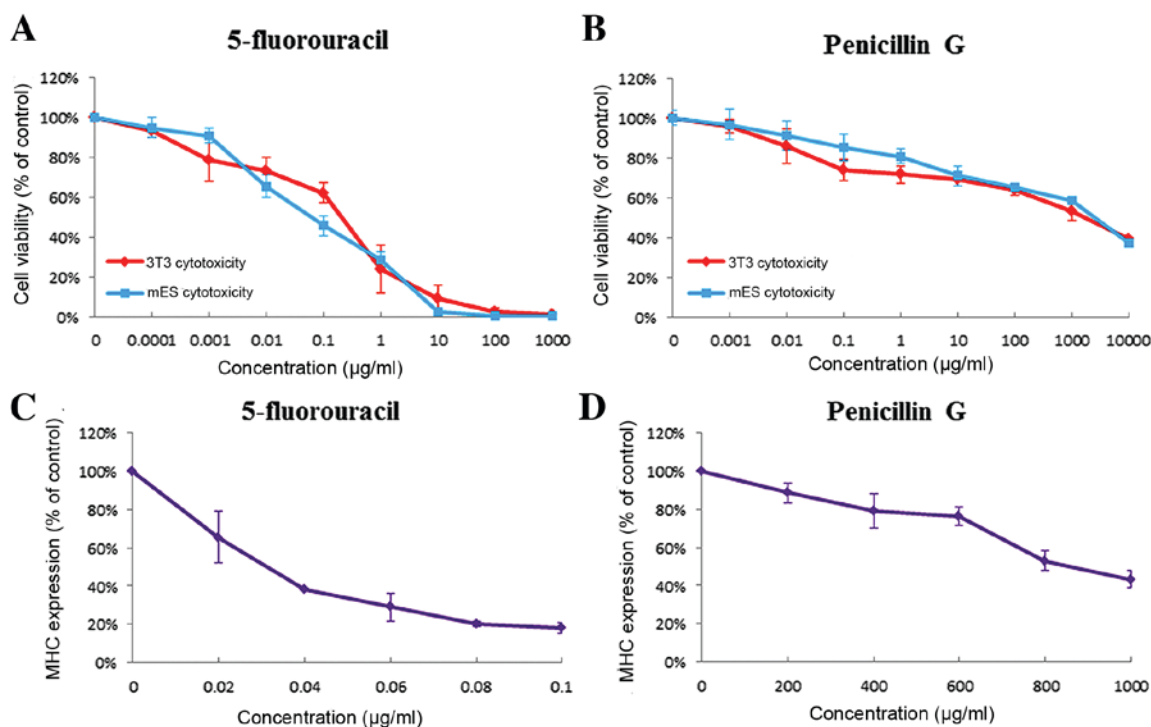 A
5-fluorouracil
Cell viability (% of control)
120%
100%
80%
60%
40%
20%
0%
3T3 cytotoxicity
mES cytotoxicity
0 0.0001 0.001 0.01 0.1 1 10 100 1000
Concentration (µg/ml)
B
Penicillin G
Cell viability (% of control)
120%
100%
80%
60%
40%
20%
0%
3T3 cytotoxicity
mES cytotoxicity
0 0.001 0.01 0.1 1 10 100 1000 10000
Concentration (µg/ml)
C
5-fluorouracil
MHC expression (% of control)
120%
100%
80%
60%
40%
20%
0%
0 0.02 0.04 0.06 0.08 0.1
Concentration (µg/ml)
D
Penicillin G
MHC expression (% of control)
120%
100%
80%
60%
40%
20%
0%
0 200 400 600 800 1000
Concentration (µg/ml)